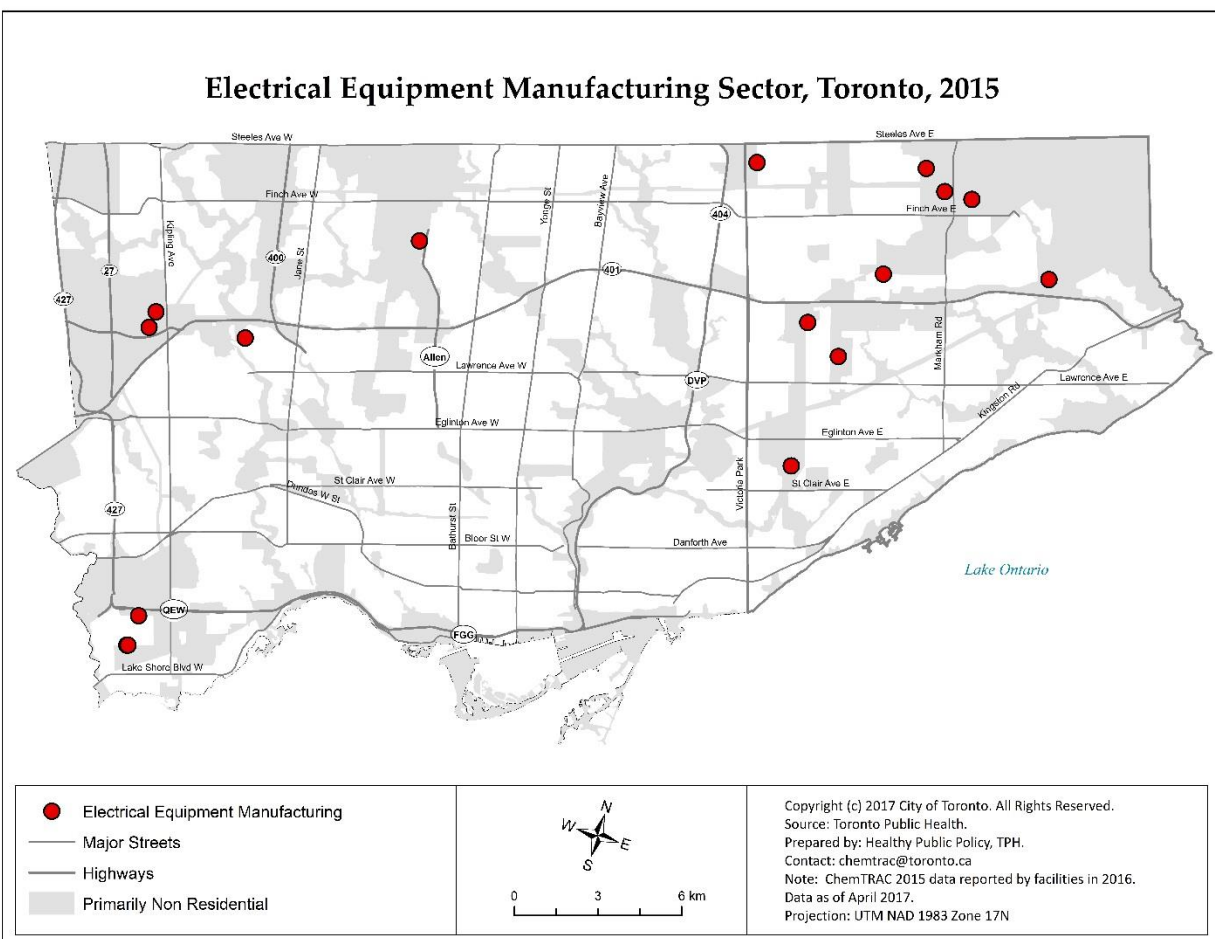 Electrical Equipment Manufacturing Sector, Toronto, 2015
Steeles Ave W
Steeles Ave E
Finch Ave W
Finch Ave E
Kipling Ave
Jane St
Yonge St
Bayview Ave
404
400
401
27
427
Allen
Lawrence Ave W
DVP
Markham Rd
Lawrence Ave E
Kingston Rd
Eglinton Ave W
Eglinton Ave E
Victoria Park
St Clair Ave W
St Clair Ave E
Dundas W St
427
Bathurst St
Bloor St W
Danforth Ave
Lake Ontario
QEW
FGG
Lake Shore Blvd W
Electrical Equipment Manufacturing
Major Streets
Highways
Primarily Non Residential
N
W
E
S
0 3 6 km
Copyright (c) 2017 City of Toronto. All Rights Reserved.
Source: Toronto Public Health.
Prepared by: Healthy Public Policy, TPH.
Contact: chemtrac@toronto.ca
Note: ChemTRAC 2015 data reported by facilities in 2016.
Data as of April 2017.
Projection: UTM NAD 1983 Zone 17N